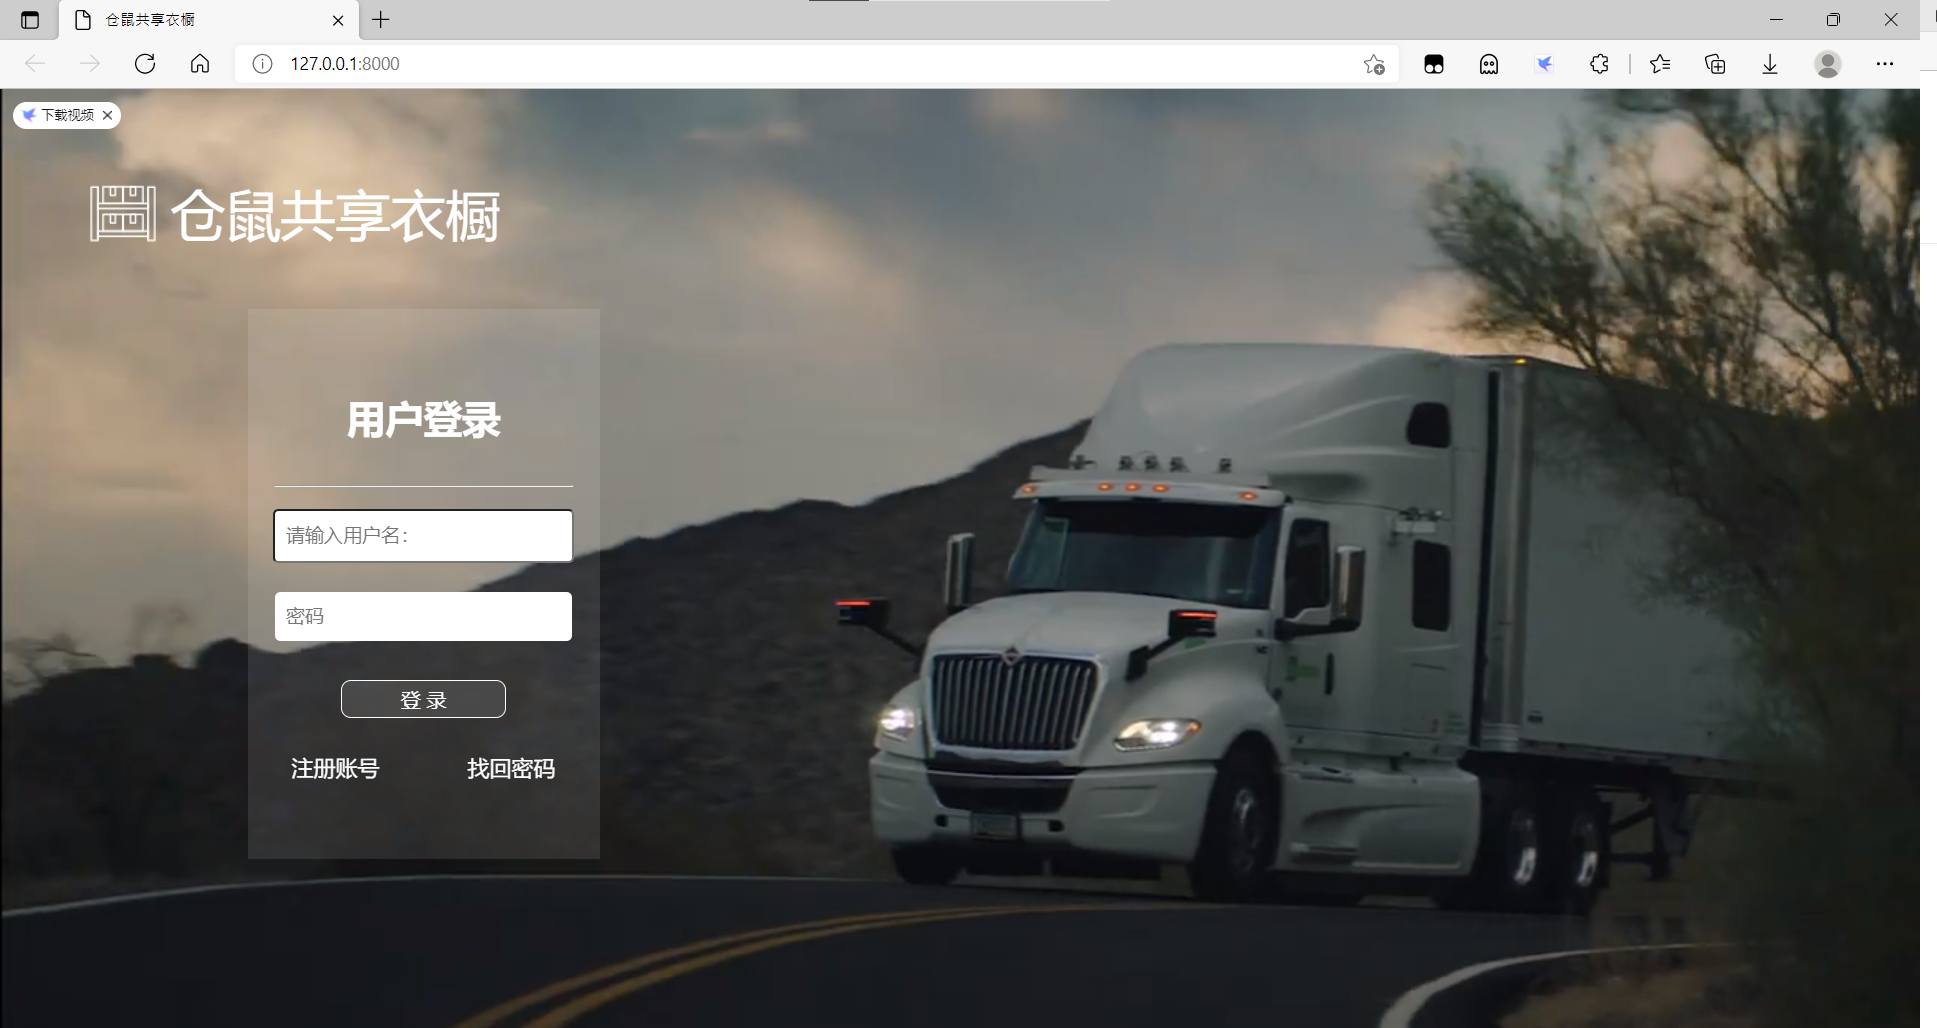 仓鼠共享衣橱
127.0.0.1:8000
下载视频
仓鼠共享衣橱
用户登录
请输入用户名：
密码
登 录
注册账号
找回密码